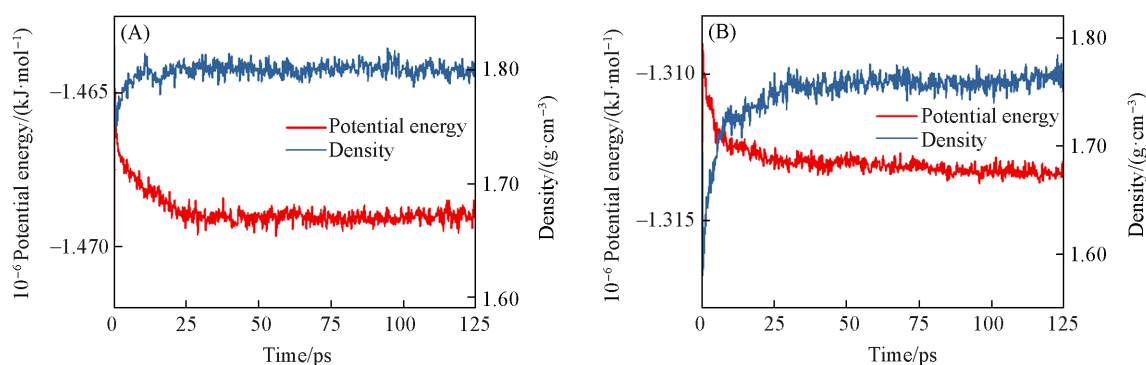 (A)
10⁻⁶ Potential energy/(kJ·mol⁻¹)
−1.465
−1.470
Potential energy
Density
1.80
1.70
1.60
Density/(g·cm⁻³)
0 25 50 75 100 125
Time/ps
(B)
10⁻⁶ Potential energy/(kJ·mol⁻¹)
−1.310
−1.315
Potential energy
Density
1.80
1.70
1.60
Density/(g·cm⁻³)
0 25 50 75 100 125
Time/ps